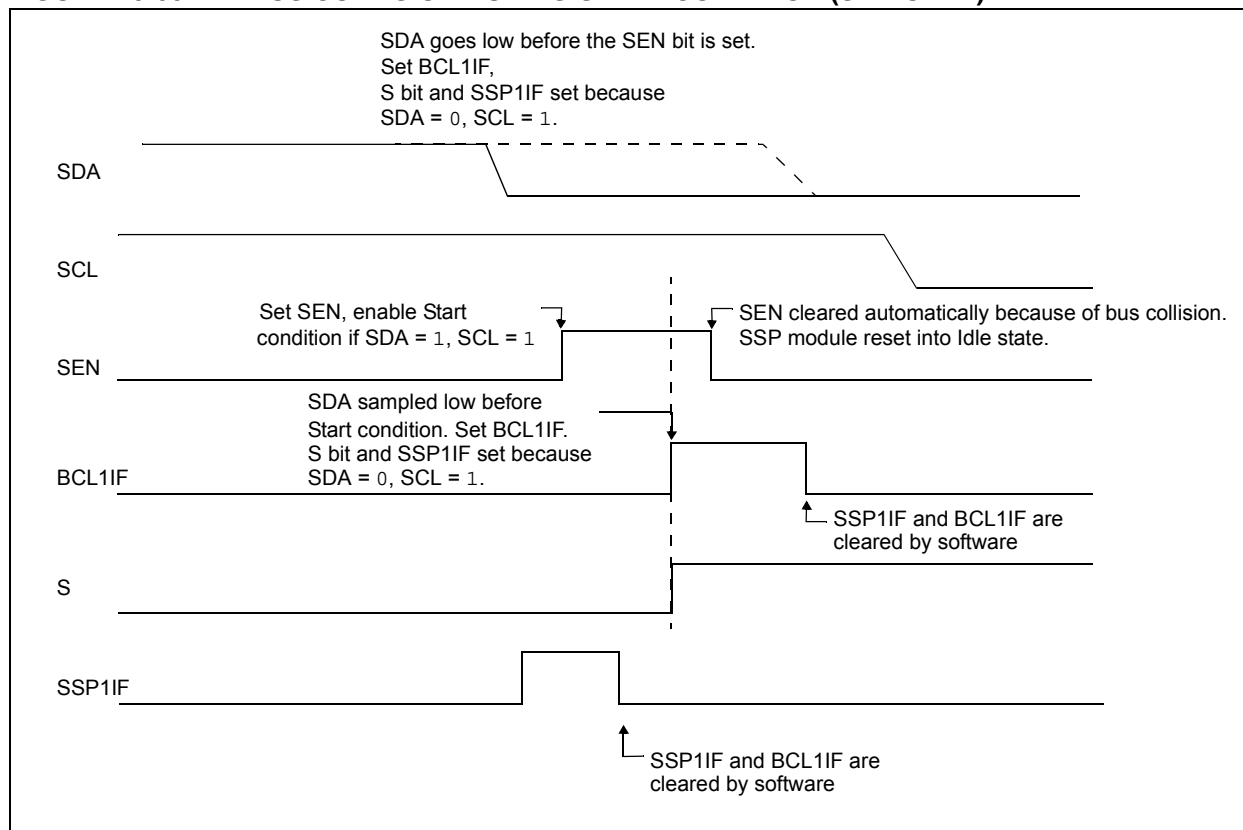 SDA goes low before the SEN bit is set.
Set BCL1IF,
S bit and SSP1IF set because
SDA = 0, SCL = 1.
SDA
SCL
Set SEN, enable Start
condition if SDA = 1, SCL = 1
SEN cleared automatically because of bus collision.
SSP module reset into Idle state.
SEN
SDA sampled low before
Start condition. Set BCL1IF.
S bit and SSP1IF set because
SDA = 0, SCL = 1.
BCL1IF
SSP1IF and BCL1IF are
cleared by software
S
SSP1IF
SSP1IF and BCL1IF are
cleared by software